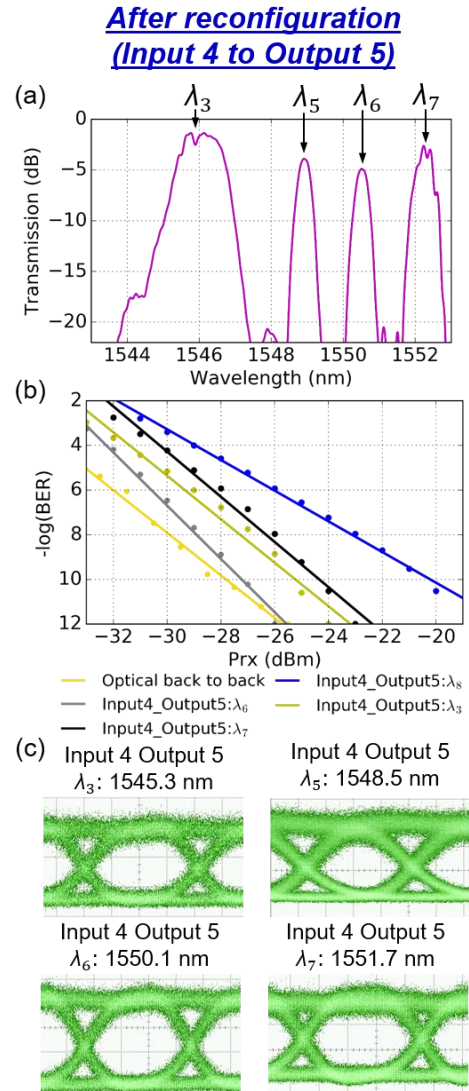 After reconfiguration
(Input 4 to Output 5)
(a)
λ3 λ5 λ6 λ7
0
−5
−10
−15
−20
Transmission (dB)
1544 1546 1548 1550 1552
Wavelength (nm)
(b)
2
4
6
8
10
12
-log(BER)
−32 −30 −28 −26 −24 −22 −20
Prx (dBm)
Optical back to back
Input4_Output5:λ6
Input4_Output5:λ7
Input4_Output5:λ8
Input4_Output5:λ3
(c)
Input 4 Output 5
λ3: 1545.3 nm
Input 4 Output 5
λ5: 1548.5 nm
Input 4 Output 5
λ6: 1550.1 nm
Input 4 Output 5
λ7: 1551.7 nm